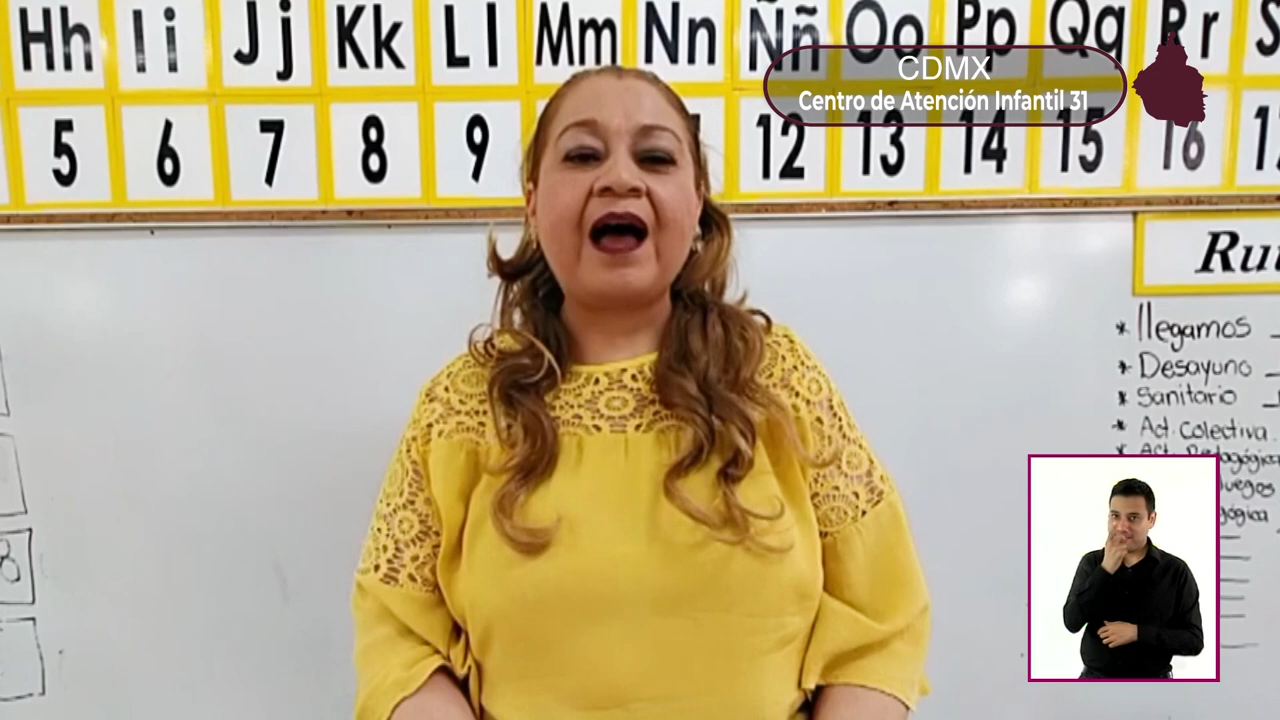 Hh Ii Jj Kk Ll Mm Nn Ññ Oo Pp Qq Rr S
CDMX
Centro de Atención Infantil 31
5 6 7 8 9 12 13 14 15 16
* llegamos
* Desayuno
* Sanitario
* Act. Colectiva
8